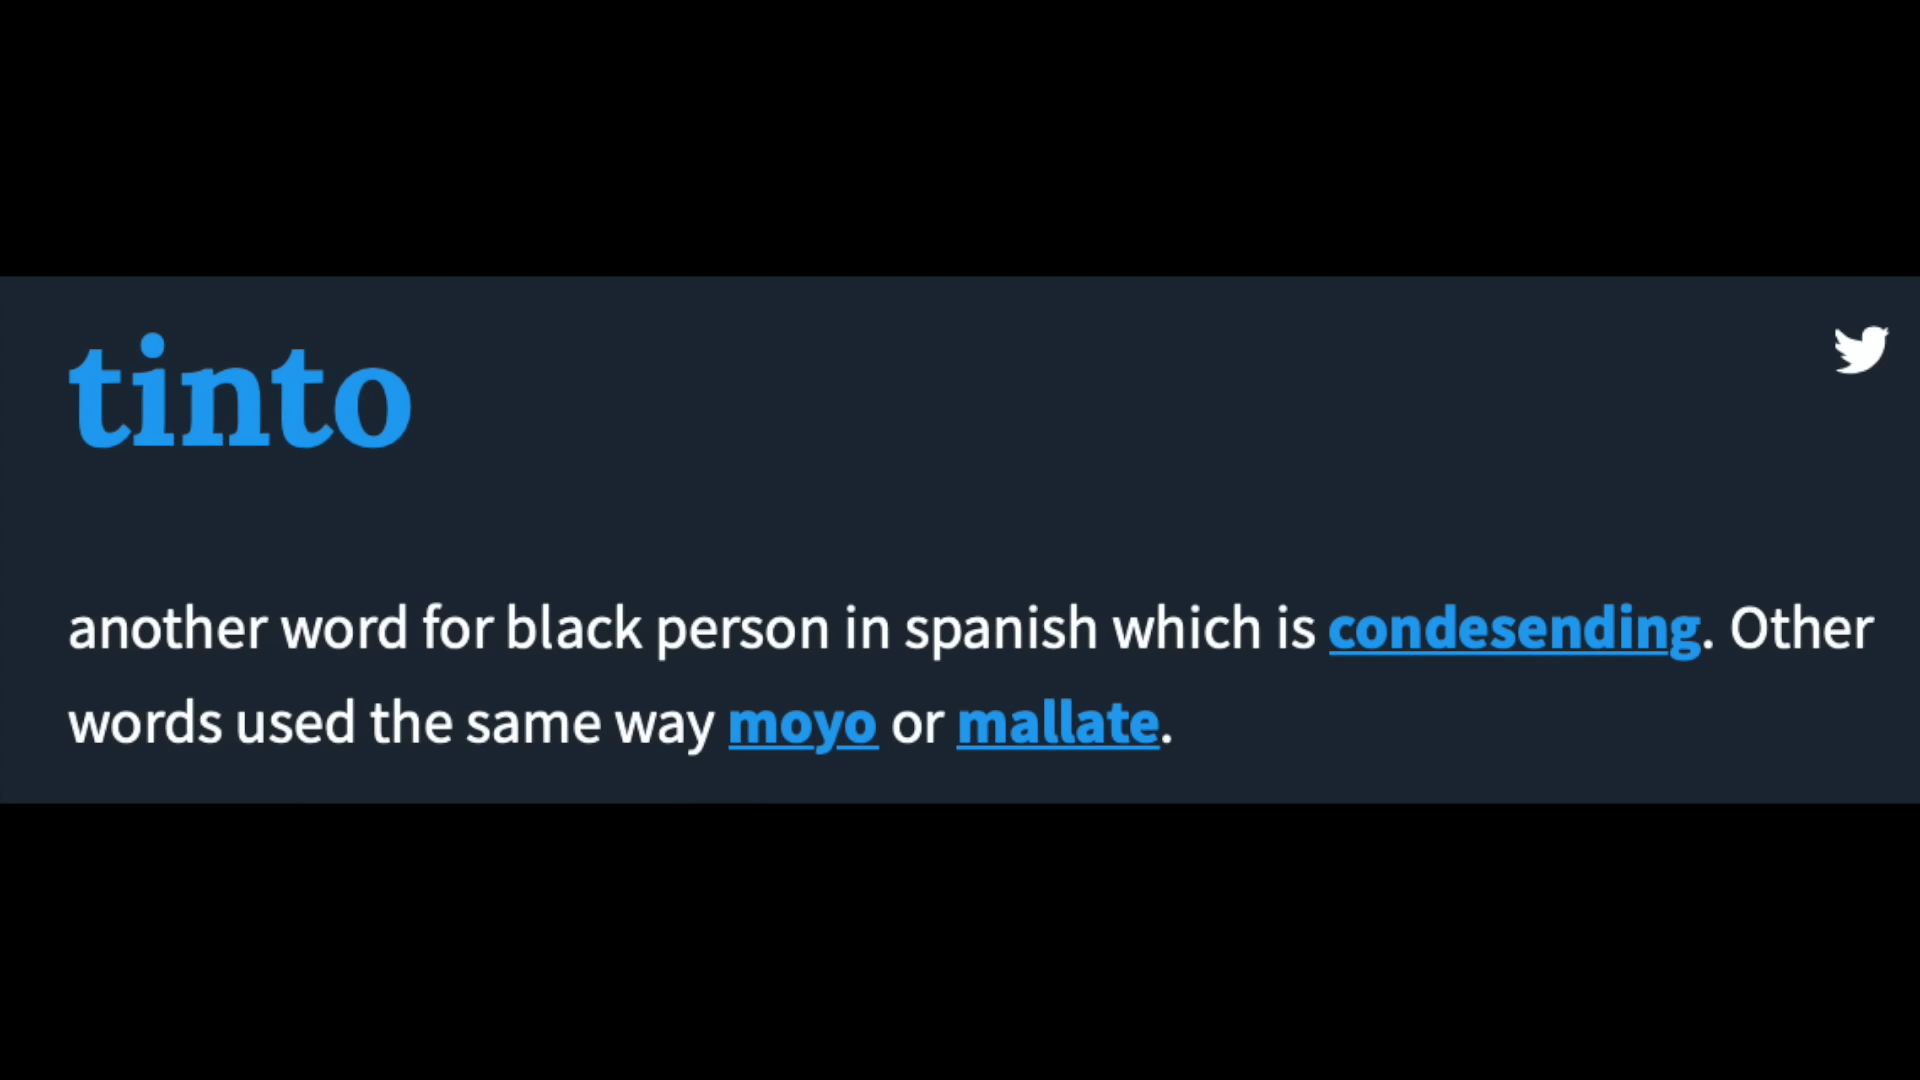 tinto
another word for black person in spanish which is condesending. Other
words used the same way moyo or mallate.